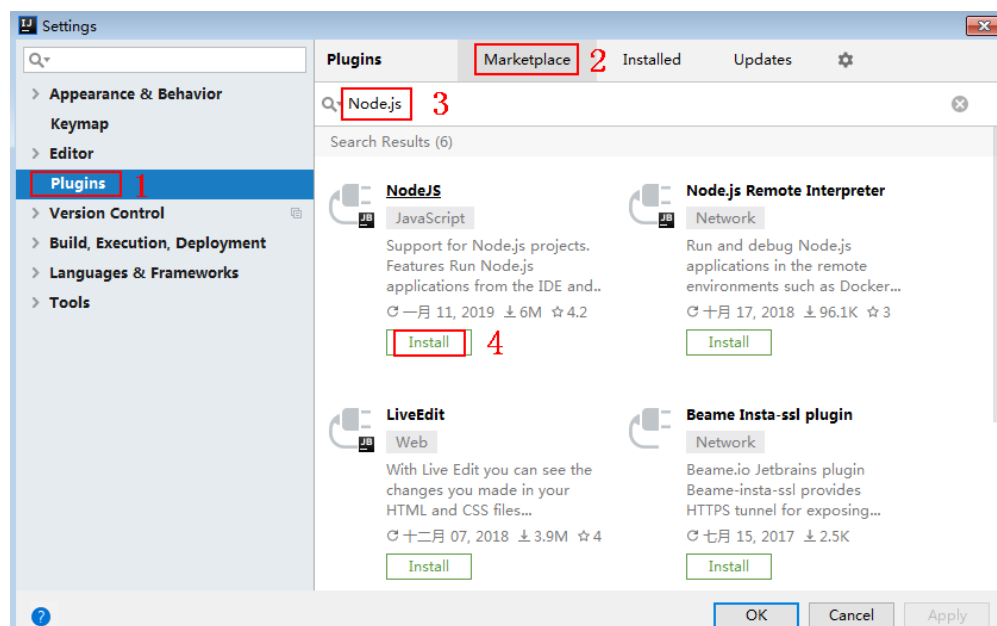 Settings
Appearance & Behavior
Keymap
Editor
Plugins 1
Version Control
Build, Execution, Deployment
Languages & Frameworks
Tools
Plugins Marketplace 2 Installed Updates
Node.js 3
Search Results (6)
NodeJS
JavaScript
Support for Node.js projects.
Features Run Node.js
applications from the IDE and..
一月 11, 2019 6M 4.2
Install 4
Node.js Remote Interpreter
Network
Run and debug Node.js
applications in the remote
environments such as Docker...
十月 17, 2018 96.1K 3
Install
LiveEdit
Web
With Live Edit you can see the
changes you made in your
HTML and CSS files...
十二月 07, 2018 3.9M 4
Install
Beame Insta-ssl plugin
Network
Beame.io Jetbrains plugin
Beame-insta-ssl provides
HTTPS tunnel for exposing...
七月 15, 2017 2.5K
Install
? OK Cancel Apply